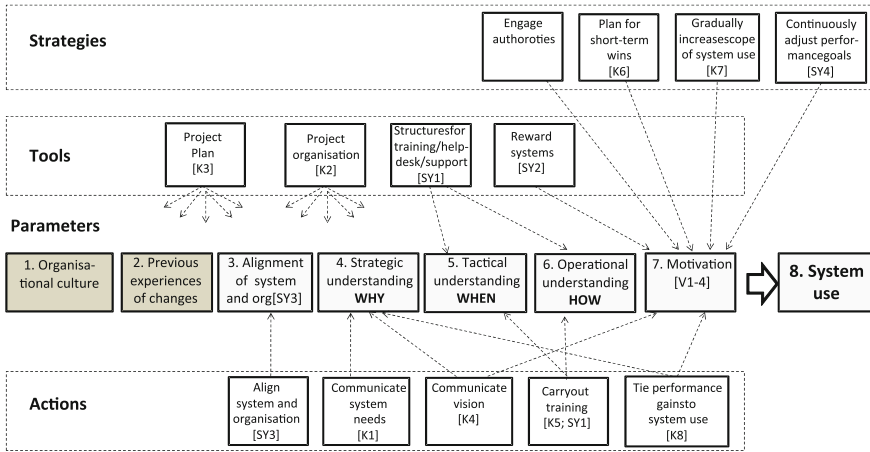 Strategies
Engage
authoroties
Plan for
short-term
wins
[K6]
Gradually
increasescope
of system use
[K7]
Continuously
adjust perfor-
mancegoals
[SY4]
Tools
Project
Plan
[K3]
Project
organisation
[K2]
Structuresfor
training/help-
desk/support
[SY1]
Reward
systems
[SY2]
Parameters
1. Organisa-
tional culture
2. Previous
experiences
of changes
3. Alignment
of system
and org[SY3]
4. Strategic
understanding
WHY
5. Tactical
understanding
WHEN
6. Operational
understanding
HOW
7. Motivation
[V1-4]
8. System
use
Actions
Align
system and
organisation
[SY3]
Communicate
system
needs
[K1]
Communicate
vision
[K4]
Carryout
training
[K5; SY1]
Tie performance
gainsto
system use
[K8]